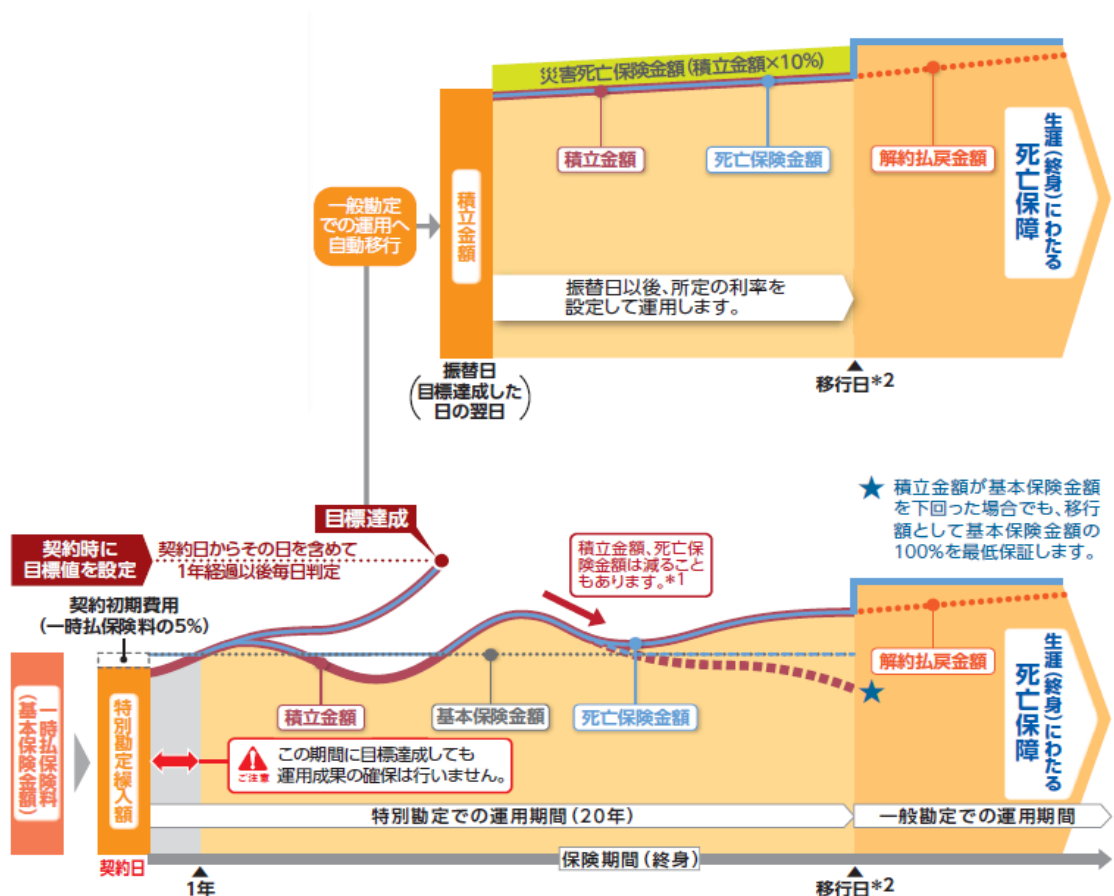 災害死亡保険金額(積立金額×10%)
積立金額
死亡保険金額
解約払戻金額
生涯(終身)にわたる
死亡保障
一般勘定
での運用へ
自動移行
積立金額
振替日以後、所定の利率を
設定して運用します。
振替日
(目標達成した
日の翌日)
移行日*2
★ 積立金額が基本保険金額
を下回った場合でも、移行
額として基本保険金額の
100%を最低保証します。
目標達成
契約時に
目標値を設定
契約日からその日を含めて
1年経過以後毎日判定
積立金額、死亡保
険金額は減ること
もあります。*1
契約初期費用
(一時払保険料の5%)
一時払保険料
(基本保険金額)
特別勘定繰入額
積立金額
基本保険金額
死亡保険金額
解約払戻金額
生涯(終身)にわたる
死亡保障
ご注意
この期間に目標達成しても
運用成果の確保は行いません。
特別勘定での運用期間(20年)
一般勘定での運用期間
保険期間(終身)
契約日
1年
移行日*2